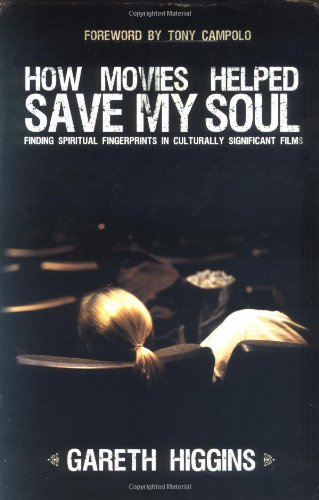 FOREWORD BY TONY CAMPOLO
HOW MOVIES HELPED
SAVE MY SOUL
FINDING SPIRITUAL FINGERPRINTS IN CULTURALLY SIGNIFICANT FILMS
GARETH HIGGINS